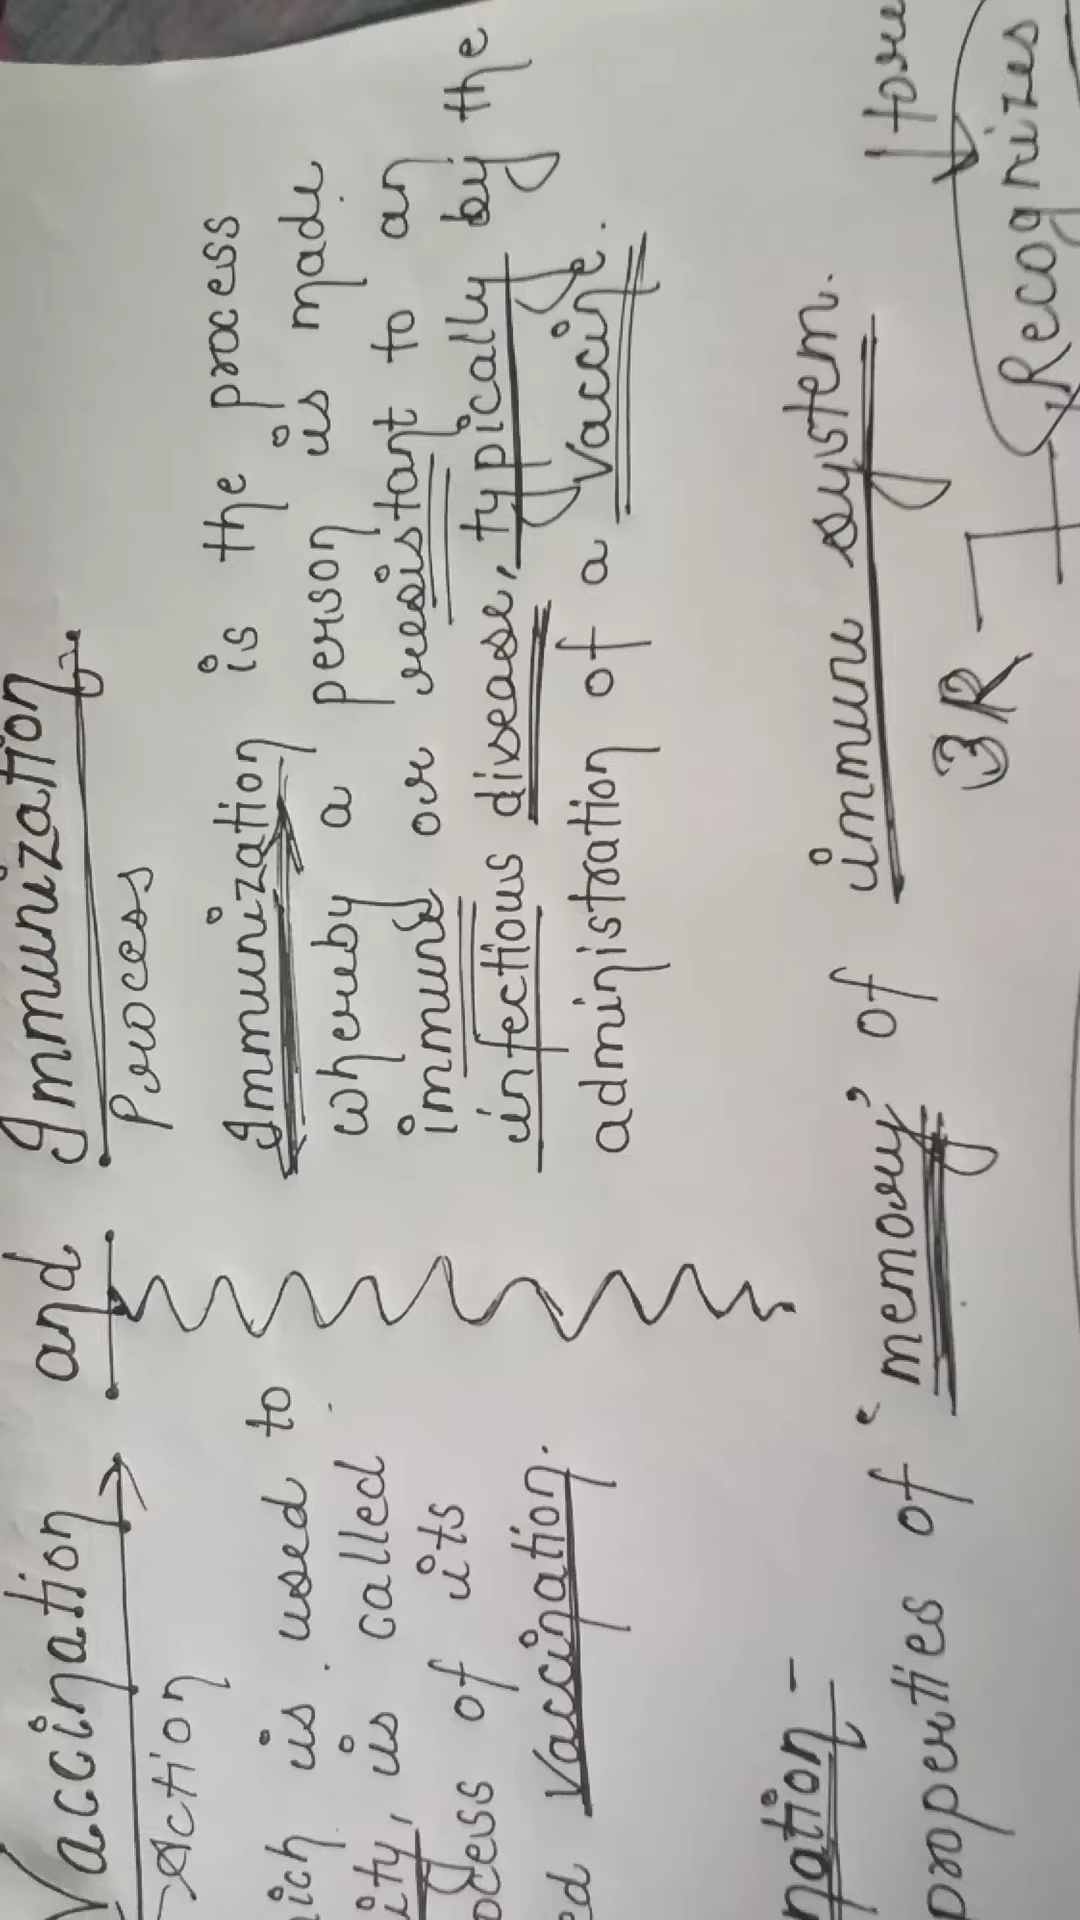 Vaccination and Immunization
Action
Process
which is used to
ity, is called
ocess of its
ed Vaccination.
Immunization is the process
whereby a person is made
immune or resistant to an
infectious disease, typically by the
administration of a Vaccine.
nation -
properties of 'memory' of immune system.
3R
Recognizes